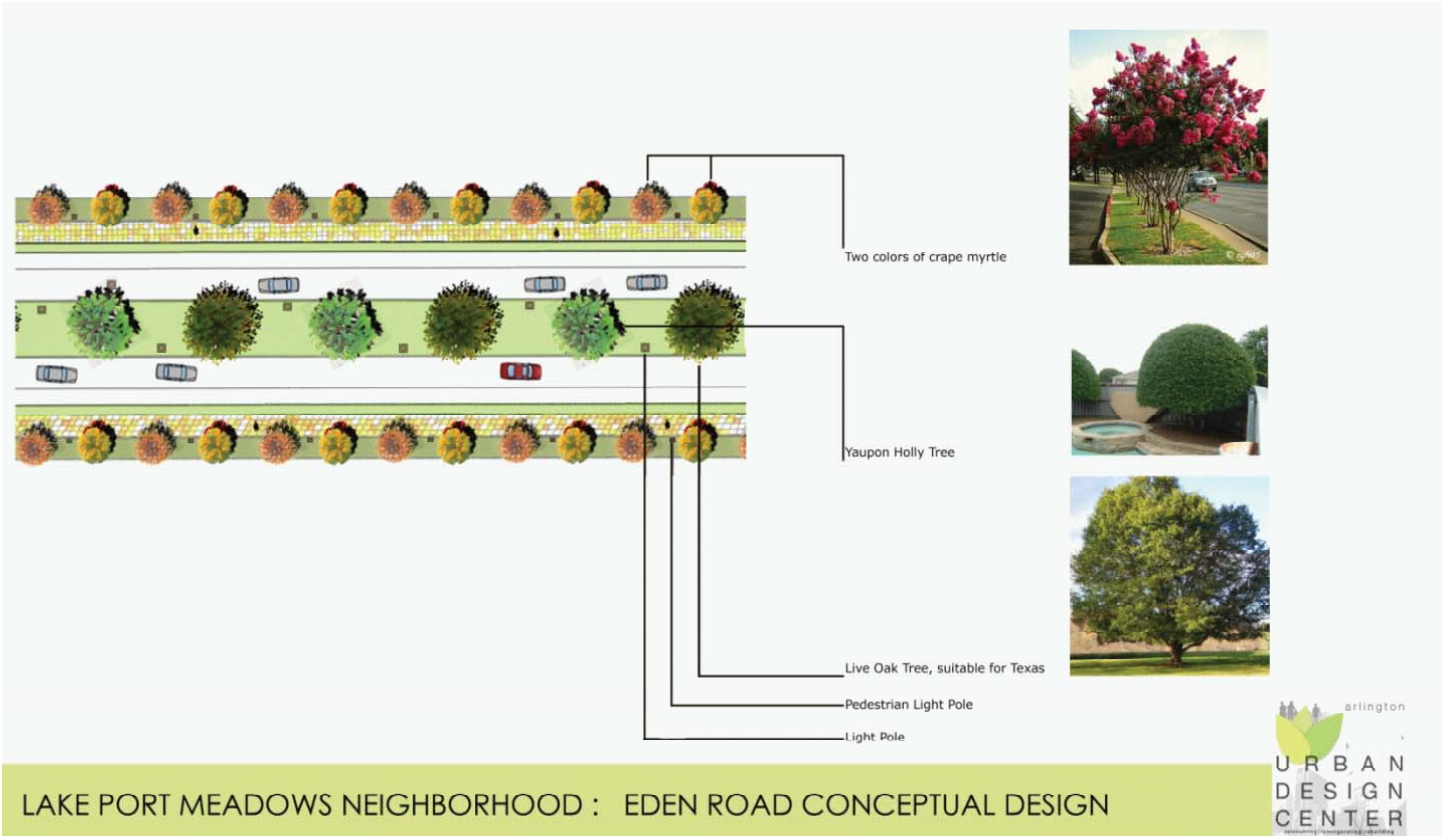 Two colors of crape myrtle
Yaupon Holly Tree
Live Oak Tree, suitable for Texas
Pedestrian Light Pole
Light Pole
LAKE PORT MEADOWS NEIGHBORHOOD : EDEN ROAD CONCEPTUAL DESIGN
arlington
URBAN
DESIGN
CENTER